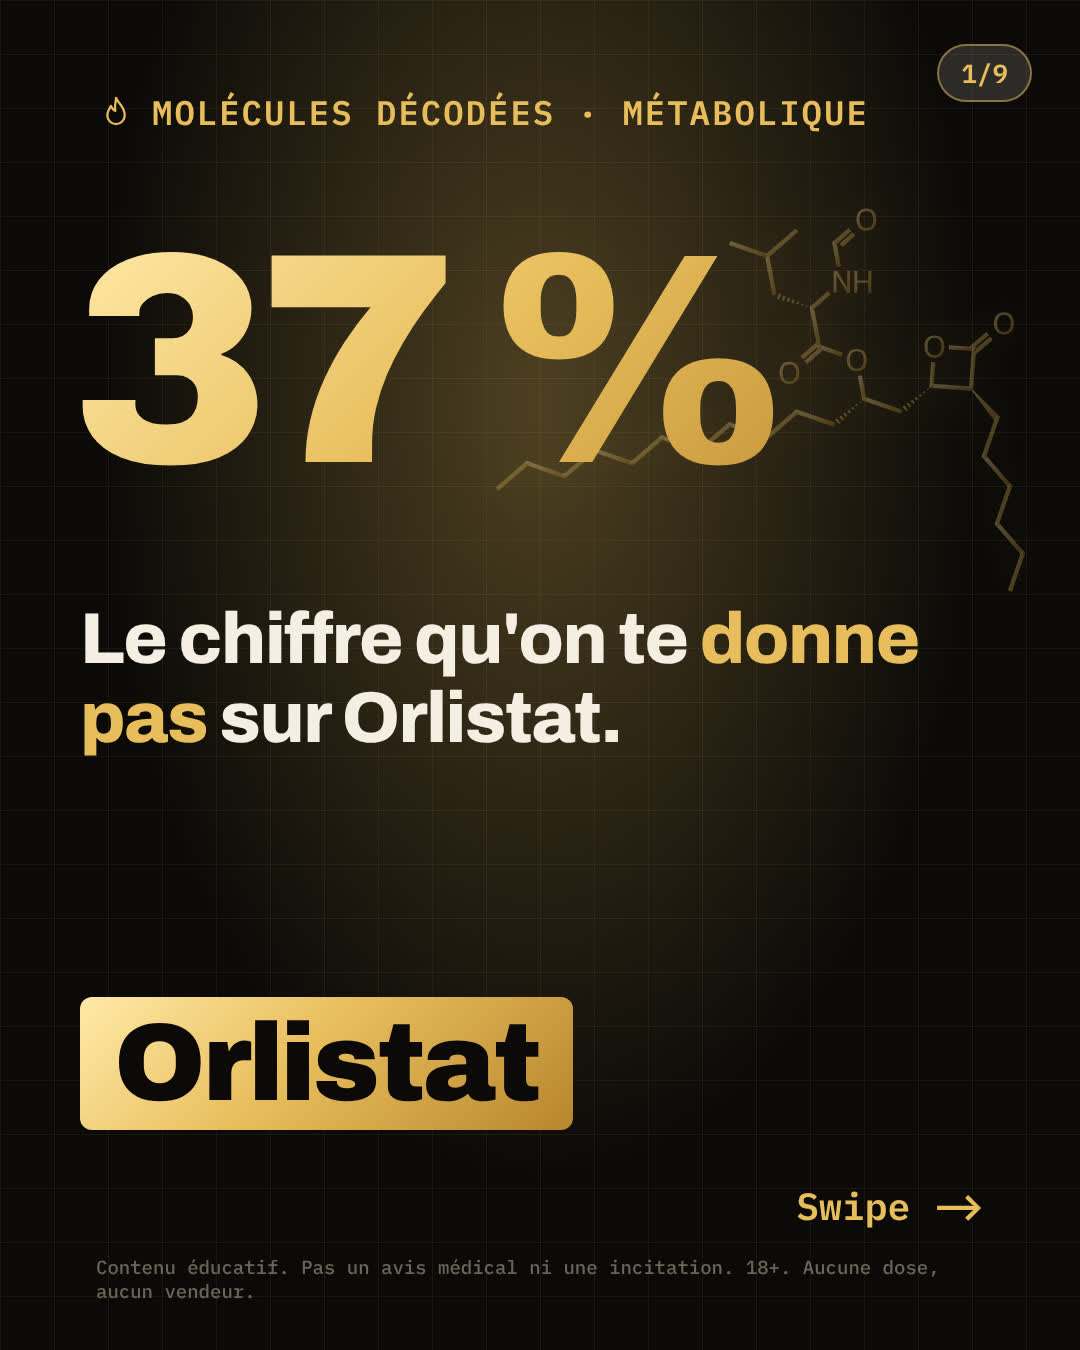 1/9
MOLÉCULES DÉCODÉES · MÉTABOLIQUE
37 %
O
NH
O
O
O
O
Le chiffre qu'on te donne
pas sur Orlistat.
Orlistat
Swipe →
Contenu éducatif. Pas un avis médical ni une incitation. 18+. Aucune dose,
aucun vendeur.